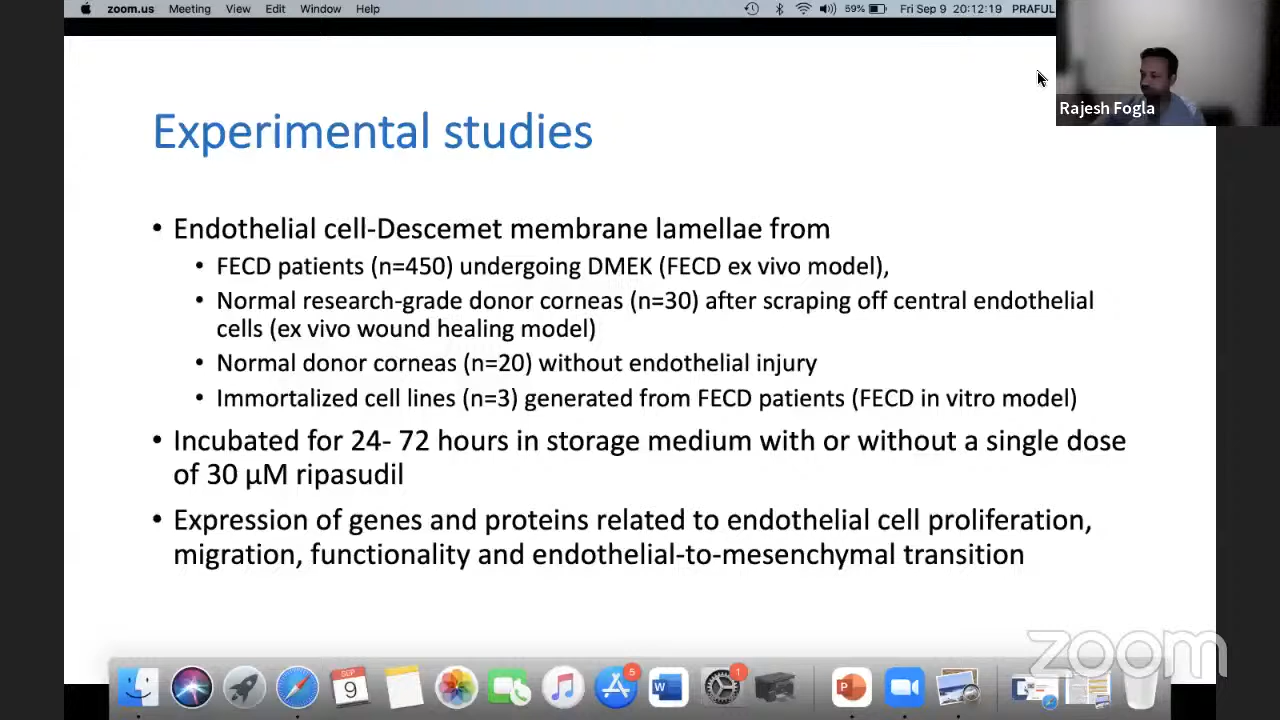 zoom.us Meeting View Edit Window Help 59% Fri Sep 9 20:12:19 PRAFUL
Rajesh Fogla
Experimental studies
• Endothelial cell-Descemet membrane lamellae from
• FECD patients (n=450) undergoing DMEK (FECD ex vivo model),
• Normal research-grade donor corneas (n=30) after scraping off central endothelial
cells (ex vivo wound healing model)
• Normal donor corneas (n=20) without endothelial injury
• Immortalized cell lines (n=3) generated from FECD patients (FECD in vitro model)
• Incubated for 24- 72 hours in storage medium with or without a single dose
of 30 µM ripasudil
• Expression of genes and proteins related to endothelial cell proliferation,
migration, functionality and endothelial-to-mesenchymal transition
zoom
SEP
9
5
W
1
P